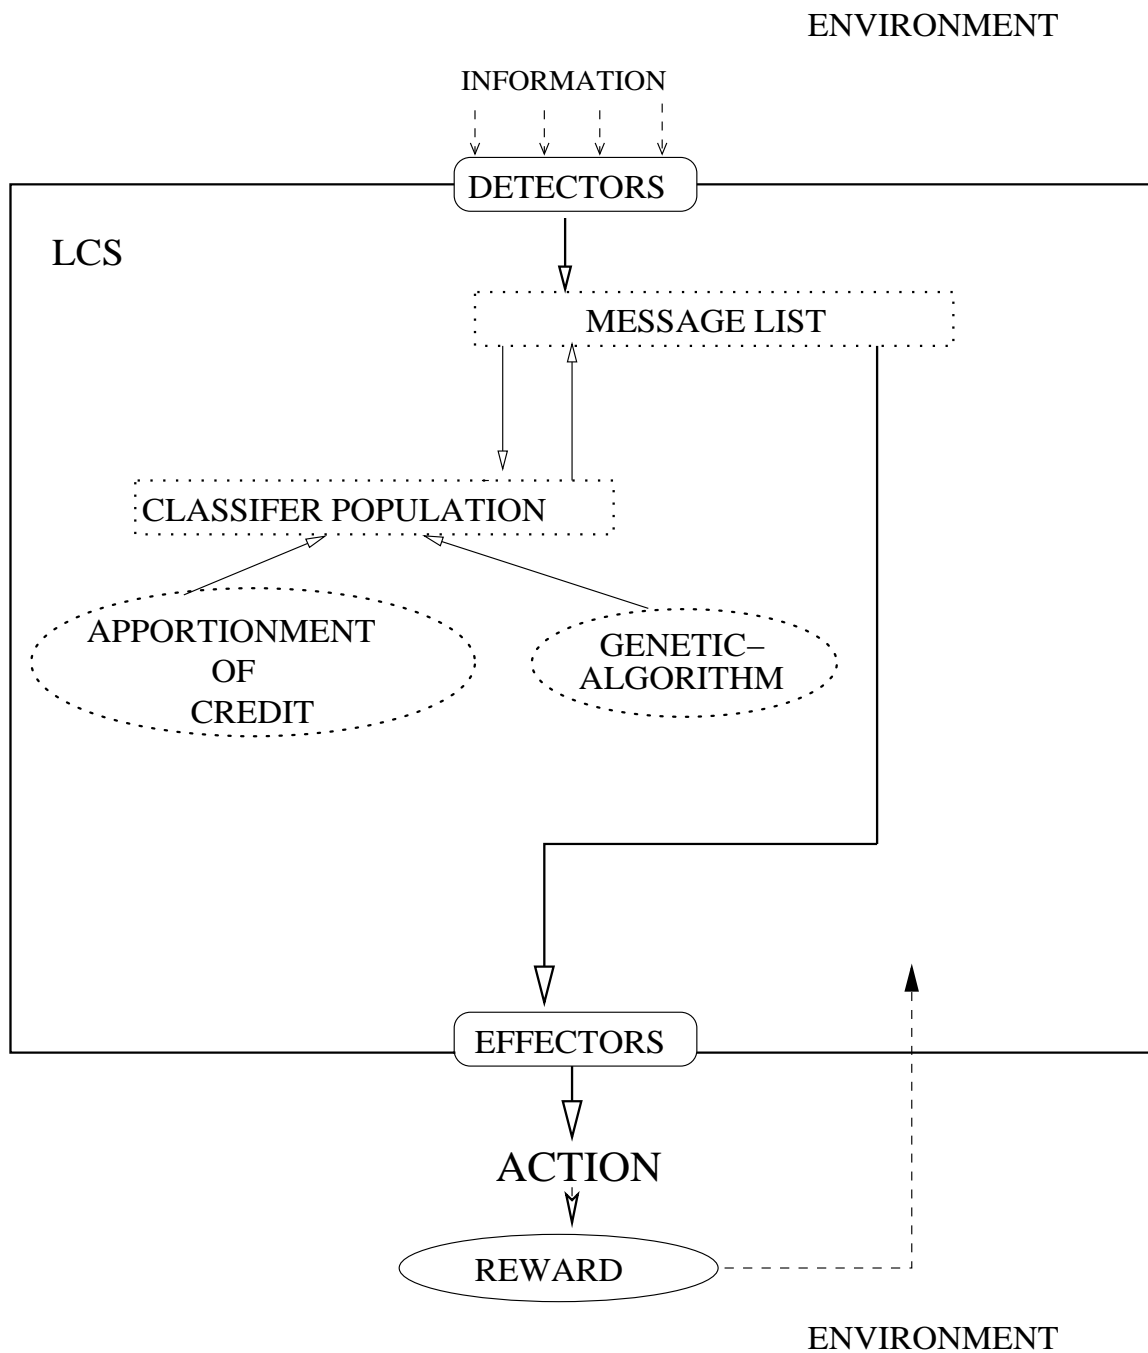 ENVIRONMENT
INFORMATION
DETECTORS
LCS
MESSAGE LIST
CLASSIFER POPULATION
APPORTIONMENT
OF
CREDIT
GENETIC–
ALGORITHM
EFFECTORS
ACTION
REWARD
ENVIRONMENT